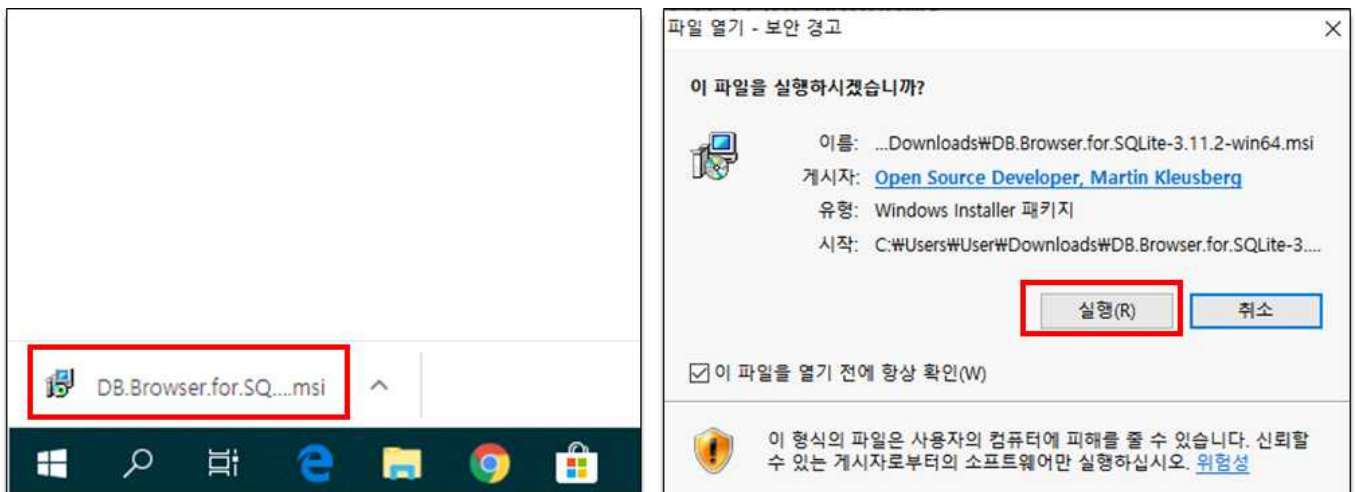 DB.Browser.for.SQ....msi
파일 열기 - 보안 경고
이 파일을 실행하시겠습니까?
이름: ...Downloads₩DB.Browser.for.SQLite-3.11.2-win64.msi
게시자: Open Source Developer, Martin Kleusberg
유형: Windows Installer 패키지
시작: C:₩Users₩User₩Downloads₩DB.Browser.for.SQLite-3....
실행(R) 취소
이 파일을 열기 전에 항상 확인(W)
이 형식의 파일은 사용자의 컴퓨터에 피해를 줄 수 있습니다. 신뢰할
수 있는 게시자로부터의 소프트웨어만 실행하십시오. 위험성